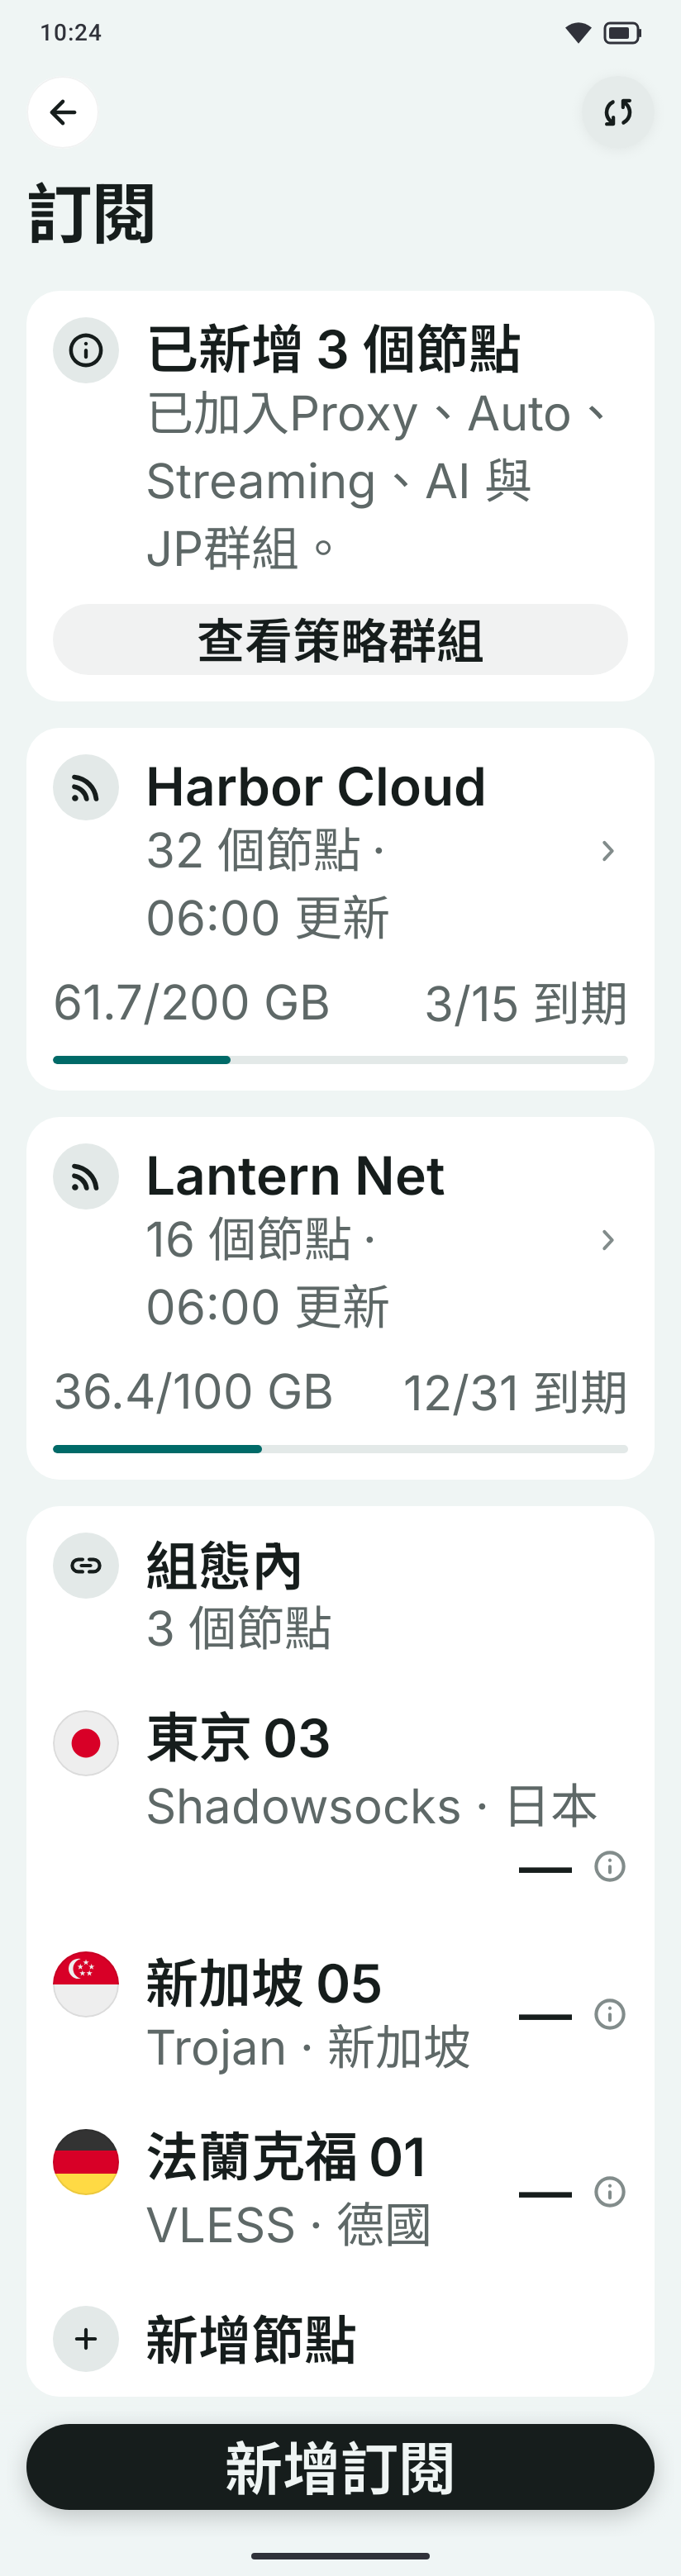 10:24
訂閱
已新增 3 個節點
已加入Proxy、Auto、
Streaming、AI 與
JP群組。
查看策略群組
Harbor Cloud
32 個節點 ·
06:00 更新
61.7/200 GB
3/15 到期
Lantern Net
16 個節點 ·
06:00 更新
36.4/100 GB
12/31 到期
組態內
3 個節點
東京 03
Shadowsocks · 日本
—
新加坡 05
Trojan · 新加坡
—
法蘭克福 01
VLESS · 德國
—
新增節點
新增訂閱